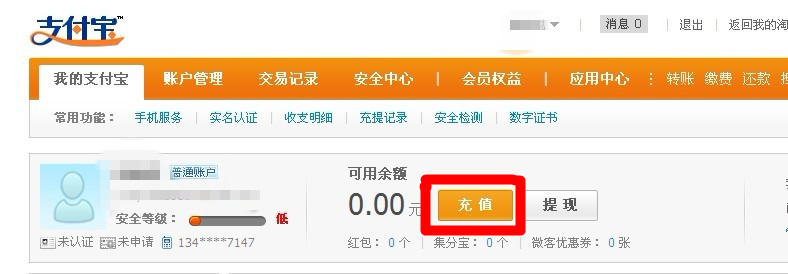 支付宝™
消息 0 | 退出 | 返回我的淘
我的支付宝 账户管理 交易记录 安全中心 | 会员权益 | 应用中心 转账 缴费 还款
常用功能： 手机服务 | 实名认证 | 收支明细 | 充提记录 | 安全检测 | 数字证书
普通账户
安全等级： 低
未认证 未申请 134****7147
可用余额
0.00 元 充值 提现
红包：0 个 | 集分宝：0 个 | 微客优惠券：0 张